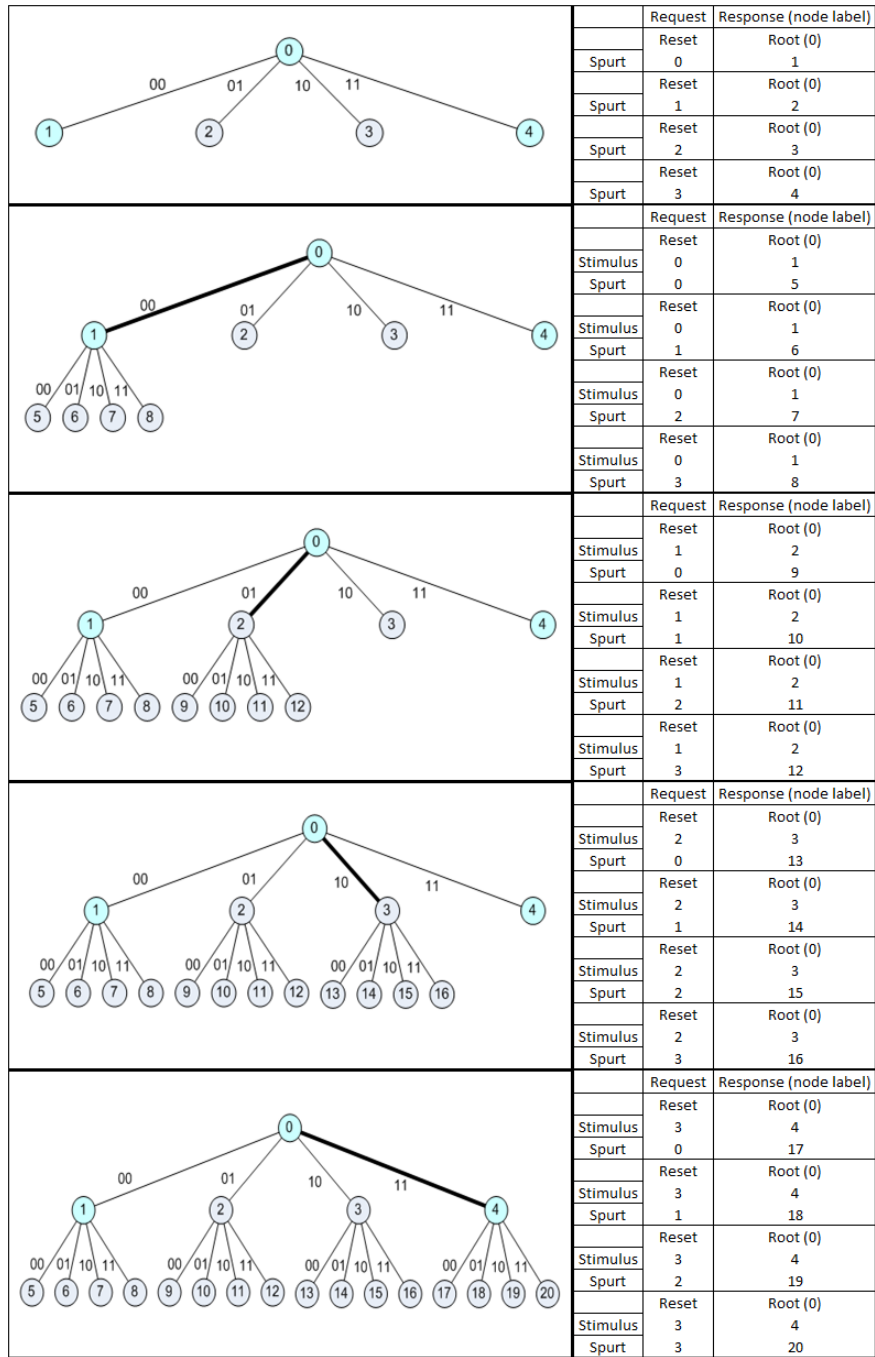 Request Response (node label)
0
00 01 10 11
1 2 3 4
Reset Root (0)
Spurt 0 1
Reset Root (0)
Spurt 1 2
Reset Root (0)
Spurt 2 3
Reset Root (0)
Spurt 3 4
0
00 01 10 11
1 2 3 4
00 01 10 11
5 6 7 8
Request Response (node label)
Reset Root (0)
Stimulus 0 1
Spurt 0 5
Reset Root (0)
Stimulus 0 1
Spurt 1 6
Reset Root (0)
Stimulus 0 1
Spurt 2 7
Reset Root (0)
Stimulus 0 1
Spurt 3 8
0
00 01 10 11
1 2 3 4
00 01 10 11 00 01 10 11
5 6 7 8 9 10 11 12
Request Response (node label)
Reset Root (0)
Stimulus 1 2
Spurt 0 9
Reset Root (0)
Stimulus 1 2
Spurt 1 10
Reset Root (0)
Stimulus 1 2
Spurt 2 11
Reset Root (0)
Stimulus 1 2
Spurt 3 12
0
00 01 10 11
1 2 3 4
00 01 10 11 00 01 10 11 00 01 10 11
5 6 7 8 9 10 11 12 13 14 15 16
Request Response (node label)
Reset Root (0)
Stimulus 2 3
Spurt 0 13
Reset Root (0)
Stimulus 2 3
Spurt 1 14
Reset Root (0)
Stimulus 2 3
Spurt 2 15
Reset Root (0)
Stimulus 2 3
Spurt 3 16
0
00 01 10 11
1 2 3 4
00 01 10 11 00 01 10 11 00 01 10 11 00 01 10 11
5 6 7 8 9 10 11 12 13 14 15 16 17 18 19 20
Request Response (node label)
Reset Root (0)
Stimulus 3 4
Spurt 0 17
Reset Root (0)
Stimulus 3 4
Spurt 1 18
Reset Root (0)
Stimulus 3 4
Spurt 2 19
Reset Root (0)
Stimulus 3 4
Spurt 3 20